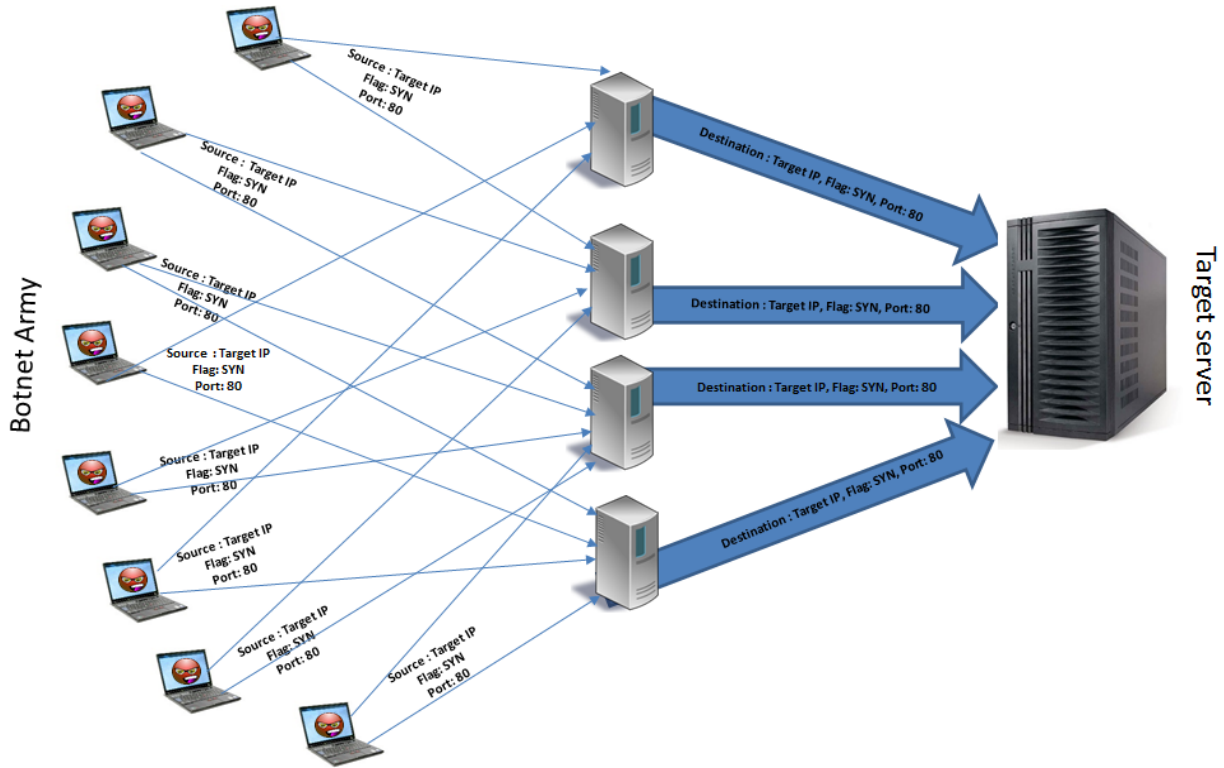 Source : Target IP
Flag: SYN
Port: 80
Source : Target IP
Flag: SYN
Port: 80
Source : Target IP
Flag: SYN
Port: 80
Source : Target IP
Flag: SYN
Port: 80
Source : Target IP
Flag: SYN
Port: 80
Source : Target IP
Flag: SYN
Port: 80
Source : Target IP
Flag: SYN
Port: 80
Source : Target IP
Flag: SYN
Port: 80
Botnet Army
Destination : Target IP, Flag: SYN, Port: 80
Destination : Target IP, Flag: SYN, Port: 80
Destination : Target IP, Flag: SYN, Port: 80
Destination : Target IP, Flag: SYN, Port: 80
Target server